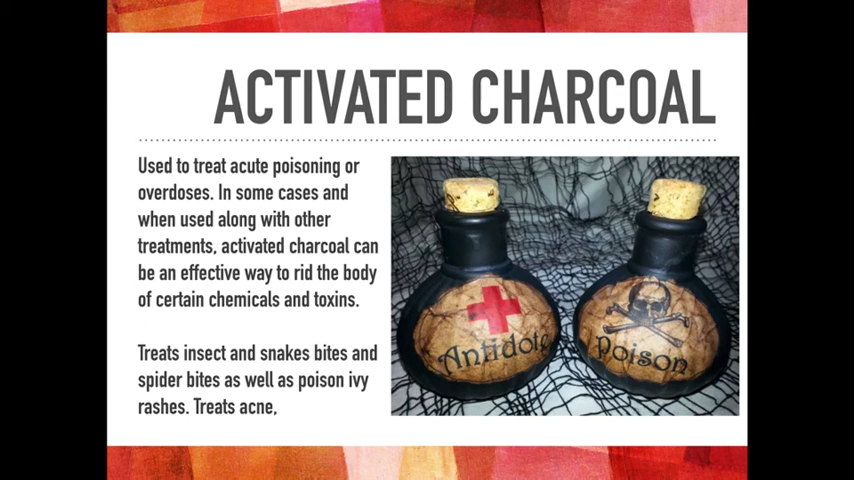 ACTIVATED CHARCOAL
Used to treat acute poisoning or
overdoses. In some cases and
when used along with other
treatments, activated charcoal can
be an effective way to rid the body
of certain chemicals and toxins.
Treats insect and snakes bites and
spider bites as well as poison ivy
rashes. Treats acne,
Antidote
Poison